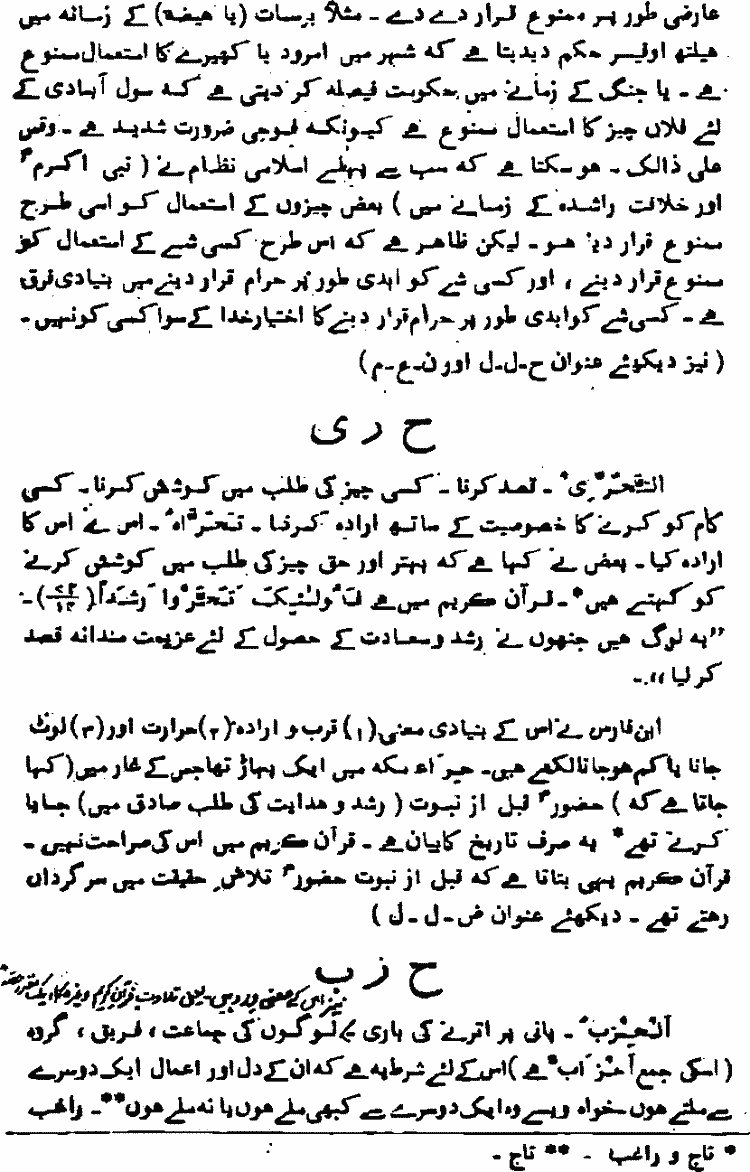 عارضی طور پر ممنوع قرار دے دے ۔ مثلاً برسات (یا ہیضہ) کے زمانہ میں
ہیلتھ اوفیسر حکم دیدیتا ہے کہ شہر میں امرود یا کھیرے کا استعمال ممنوع
ہے ۔ یا جنگ کے زمانے میں حکومت فیصلہ کر دیتی ہے کہ سول آبادی کے
لئے فلاں چیز کا استعمال ممنوع ہے کیونکہ فوجی ضرورت شدید ہے ۔ وقس
علی ذالک ۔ ہو سکتا ہے کہ سب سے پہلے اسلامی نظام نے ( نبی اکرمؐ
اور خلافت راشدہ کے زمانے میں ) بعض چیزوں کے استعمال کو اسی طرح
ممنوع قرار دیا ہو ۔ لیکن ظاہر ہے کہ اس طرح کسی شے کے استعمال کو
ممنوع قرار دینے ، اور کسی شے کو ابدی طور پر حرام قرار دینے میں بنیادی فرق
ہے ۔ کسی شے کو ابدی طور پر حرام قرار دینے کا اختیار خدا کے سوا کسی کو نہیں ۔
( نیز دیکھئے عنوان ح ۔ ل ۔ ل اور ن ۔ ع ۔ م )
ح ر ی
اَلتَّحَرِّیْ ۔ قصد کرنا ۔ کسی چیز کی طلب میں کوشش کرنا ۔ کسی
کام کو کرنے کا خصوصیت کے ساتھ ارادہ کرنا ۔ تَحَرَّاہُ ۔ اس نے اس کا
ارادہ کیا ۔ بعض نے کہا ہے کہ بہتر اور حق چیز کی طلب میں کوشش کرنے
کو کہتے ہیں* ۔ قرآن کریم میں ہے فَاُولٰئِکَ تَحَرَّوْا رَشَدًا (۷۲/۱۴) ۔
”یہ لوگ ہیں جنھوں نے رشد و سعادت کے حصول کے لئے عزیمت مندانہ قصد
کر لیا ،، ۔
ابن فارس نے اس کے بنیادی معنی (۱) قرب و ارادہ (۲) حرارت اور (۳) لوٹ
جانا یا کم ہو جانا لکھے ہیں ۔ حِرَاء مکہ میں ایک پہاڑ تھا جس کے غار میں (کہا
جاتا ہے کہ ) حضورؐ قبل از نبوت ( رشد و ہدایت کی طلب صادق میں ) جایا
کرتے تھے* یہ صرف تاریخ کا بیان ہے ۔ قرآن کریم میں اس کی صراحت نہیں ۔
قرآن کریم یہی بتاتا ہے کہ قبل از نبوت حضورؐ تلاشِ حقیقت میں سرگرداں
رہتے تھے ۔ دیکھئے عنوان ض ۔ ل ۔ ل )
ح ز ب
نیز اس کے معنی وِرد ہیں ۔ یعنی تلاوت قرآن کریم وغیرہ کا ایک مقررہ حصہ
اَلْحِزْبُ ۔ پانی پر اترنے کی باری ۔ لوگوں کی جماعت ، فریق ، گروہ
( اسکی جمع اَحْزَابٌ ہے ) اس کے لئے شرط یہ ہے کہ ان کے دل اور اعمال ایک دوسرے
سے ملتے ہوں خواہ ویسے وہ ایک دوسرے سے کبھی ملے ہوں یا نہ ملے ہوں** ۔ راغب
* تاج و راغب ۔ ** تاج ۔